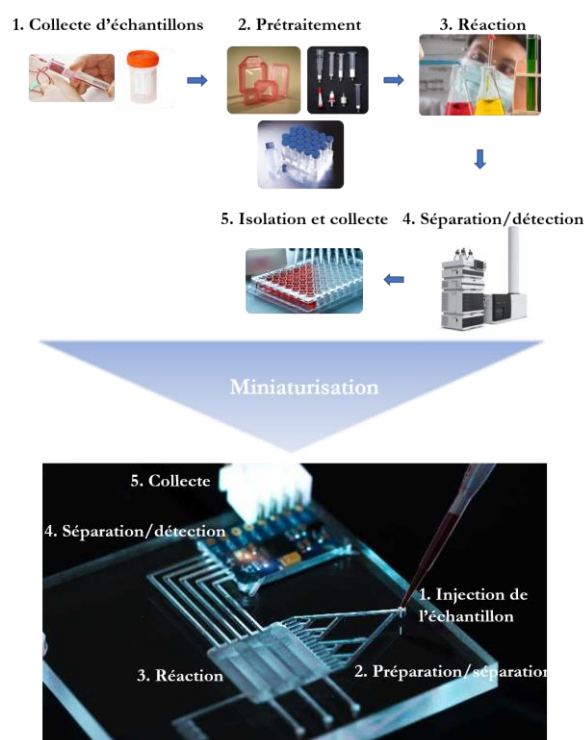 1. Collecte d'échantillons
2. Prétraitement
3. Réaction
5. Isolation et collecte
4. Séparation/détection
Miniaturisation
5. Collecte
4. Séparation/détection
1. Injection de
l'échantillon
3. Réaction
2. Préparation/séparation